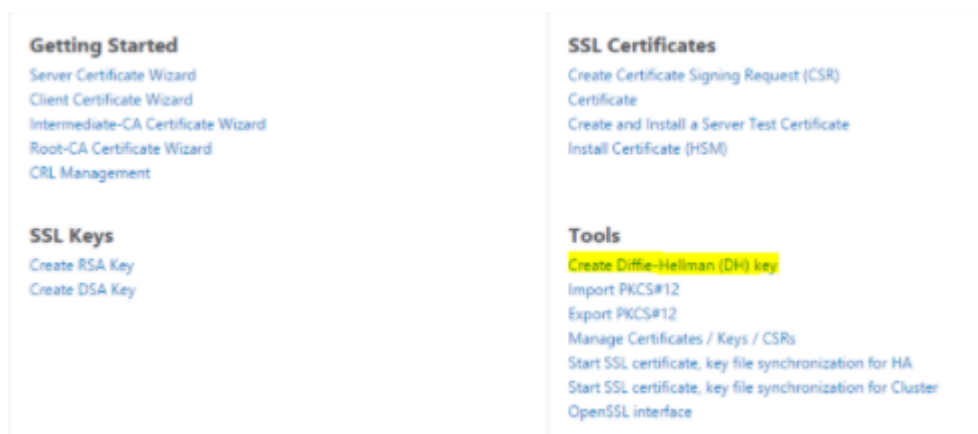 Getting Started
Server Certificate Wizard
Client Certificate Wizard
Intermediate-CA Certificate Wizard
Root-CA Certificate Wizard
CRL Management
SSL Certificates
Create Certificate Signing Request (CSR)
Certificate
Create and Install a Server Test Certificate
Install Certificate (HSM)
SSL Keys
Create RSA Key
Create DSA Key
Tools
Create Diffie-Hellman (DH) key
Import PKCS#12
Export PKCS#12
Manage Certificates / Keys / CSRs
Start SSL certificate, key file synchronization for HA
Start SSL certificate, key file synchronization for Cluster
OpenSSL interface